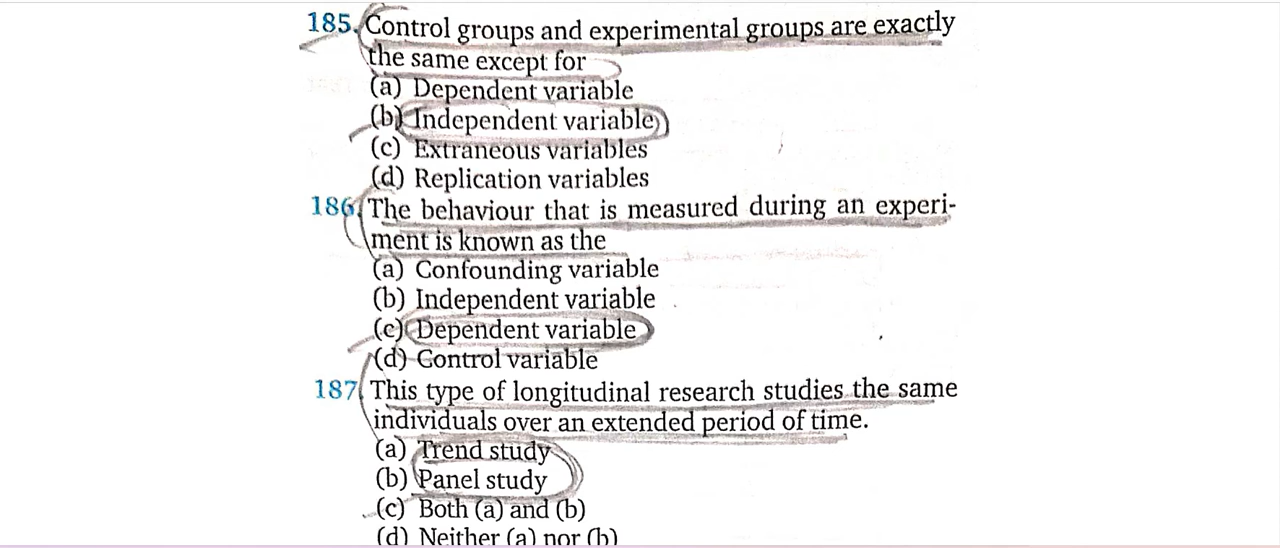 185. Control groups and experimental groups are exactly
the same except for
(a) Dependent variable
(b) Independent variable
(c) Extraneous variables
(d) Replication variables
186. The behaviour that is measured during an experi-
ment is known as the
(a) Confounding variable
(b) Independent variable
(c) Dependent variable
(d) Control variable
187. This type of longitudinal research studies the same
individuals over an extended period of time.
(a) Trend study
(b) Panel study
(c) Both (a) and (b)
(d) Neither (a) nor (b)